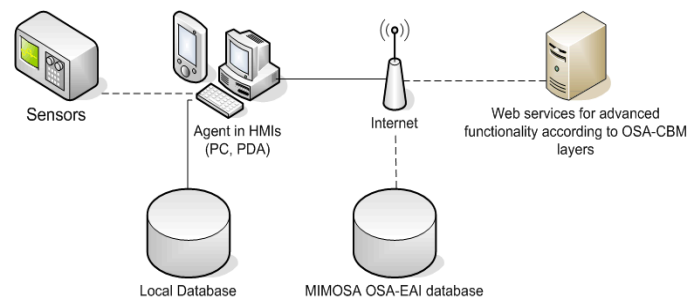 Sensors
Agent in HMIs
(PC, PDA)
Internet
Web services for advanced
functionality according to OSA-CBM
layers
Local Database
MIMOSA OSA-EAI database